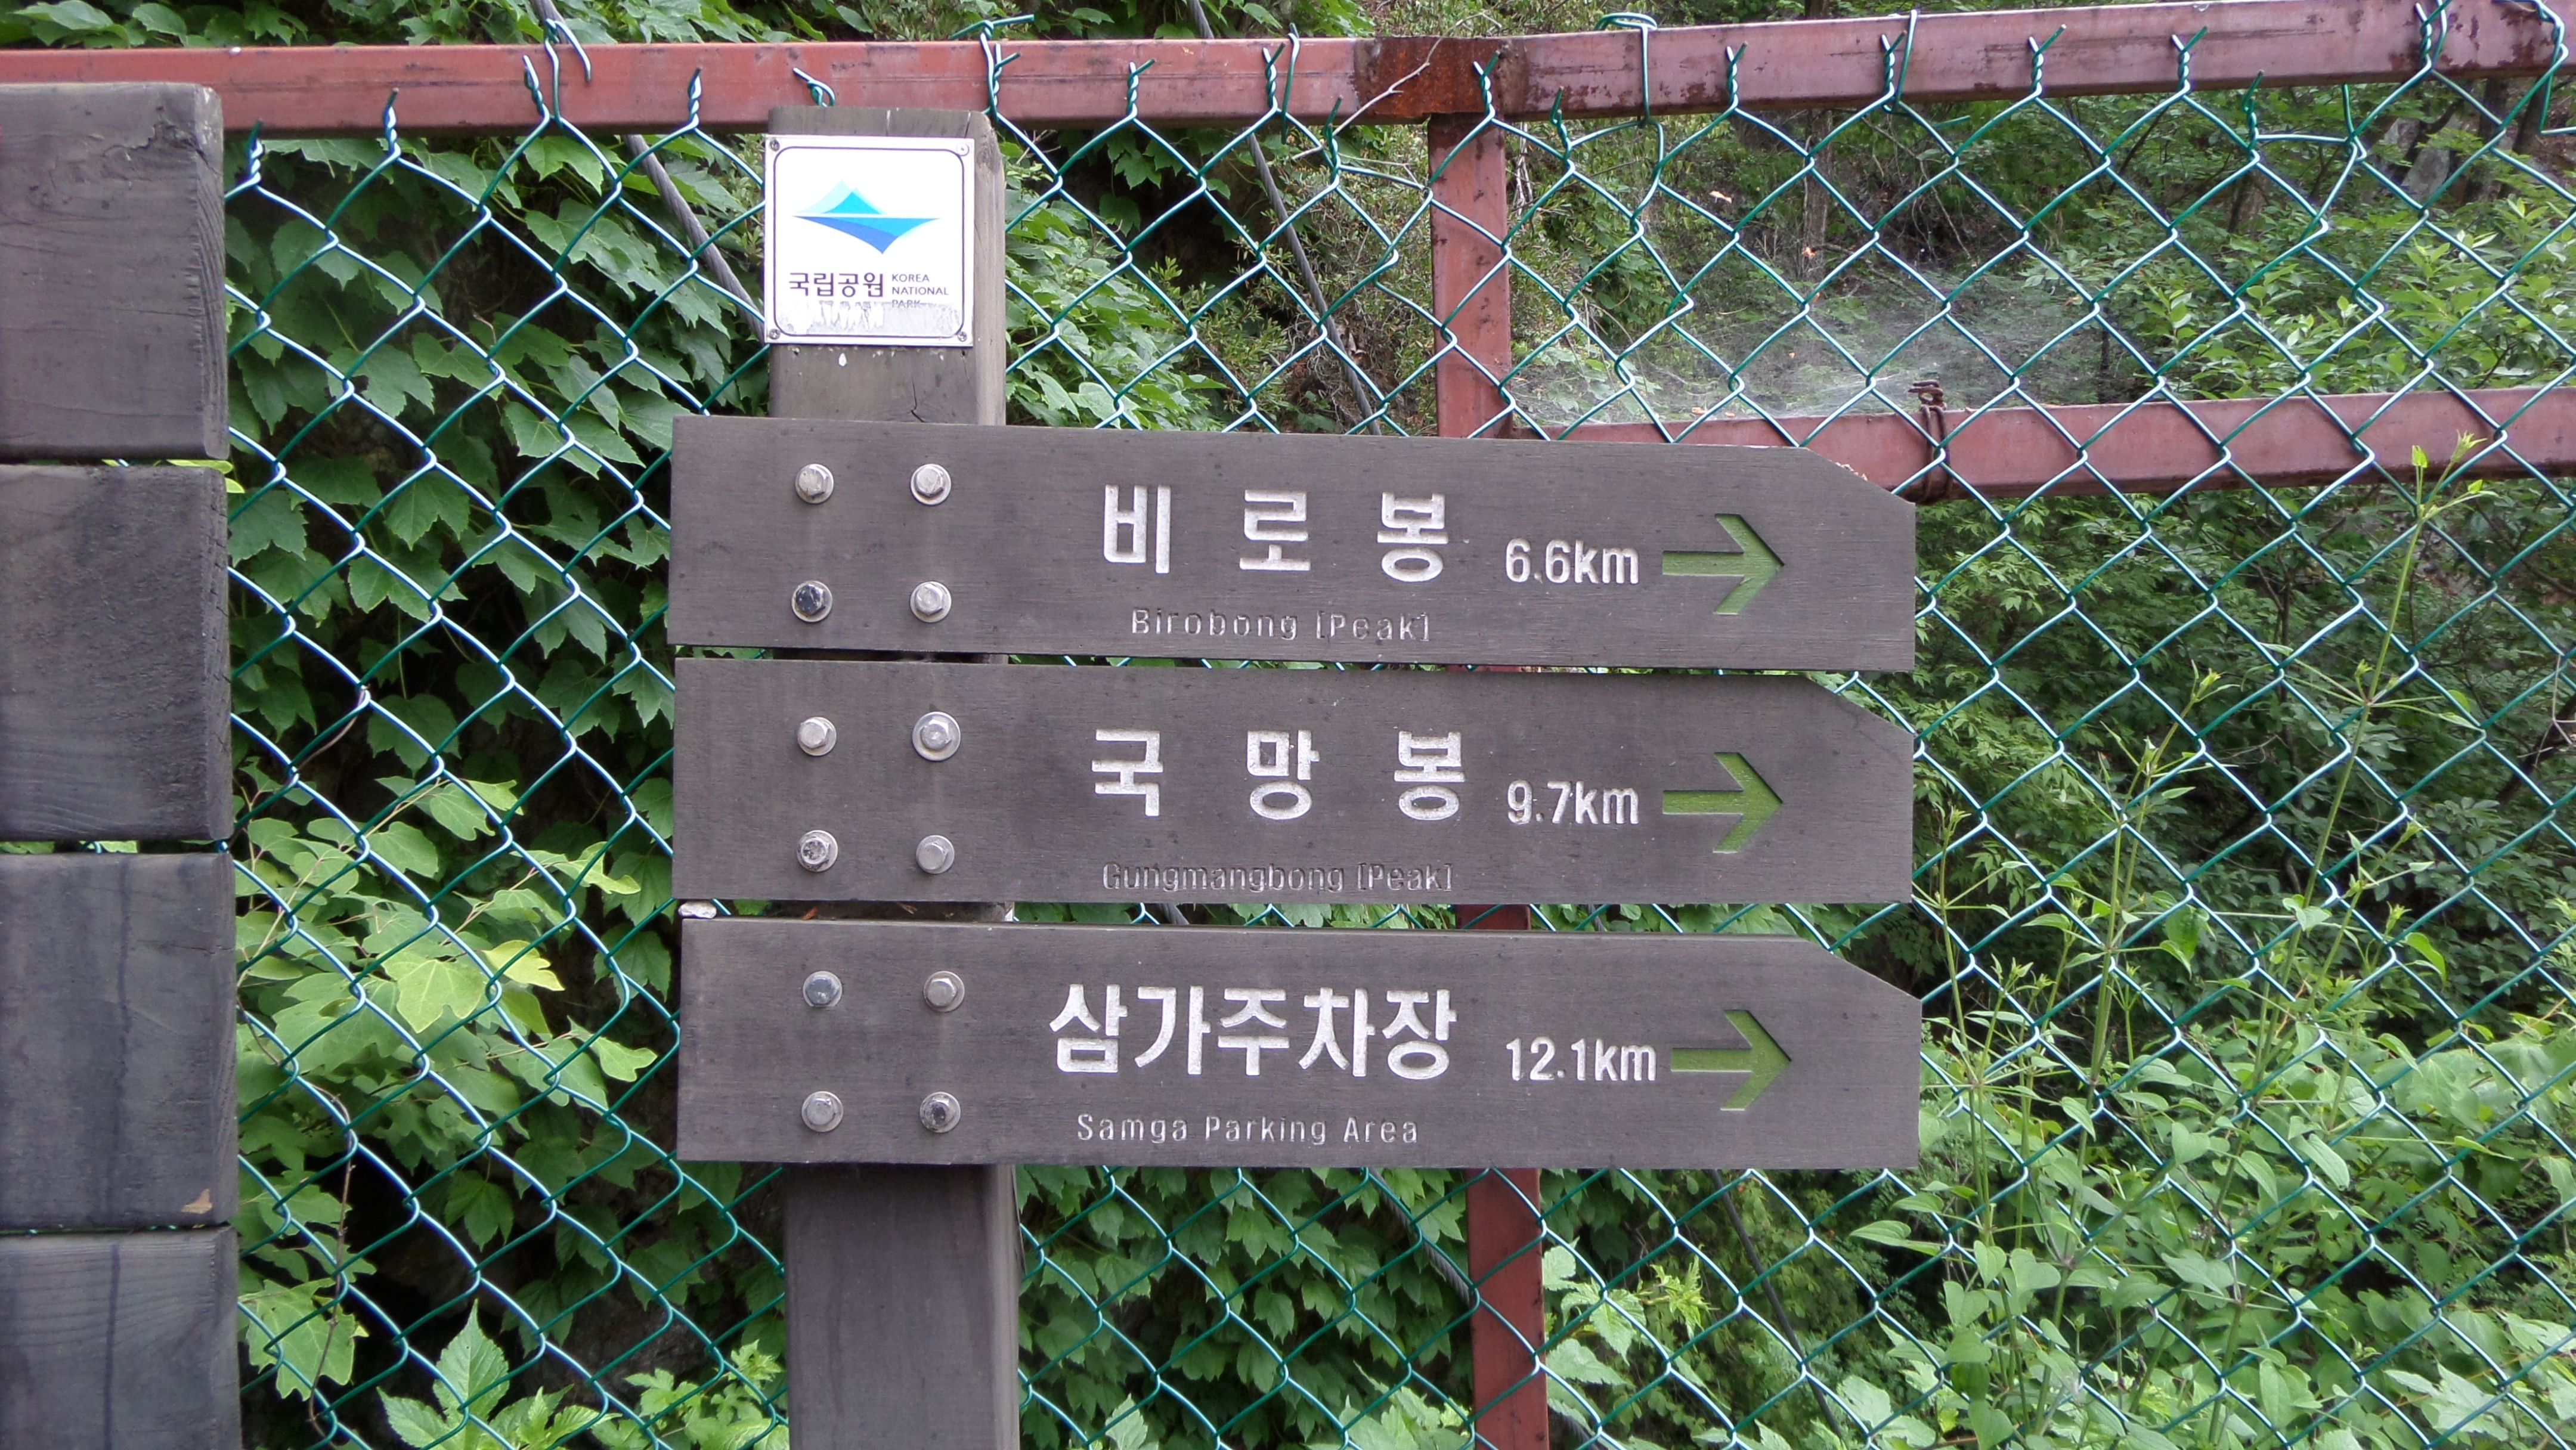 국립공원 KOREA
NATIONAL
PARK
비로봉 6.6km
Birobong [Peak]
국망봉 9.7km
Gungmangbong [Peak]
삼가주차장 12.1km
Samga Parking Area